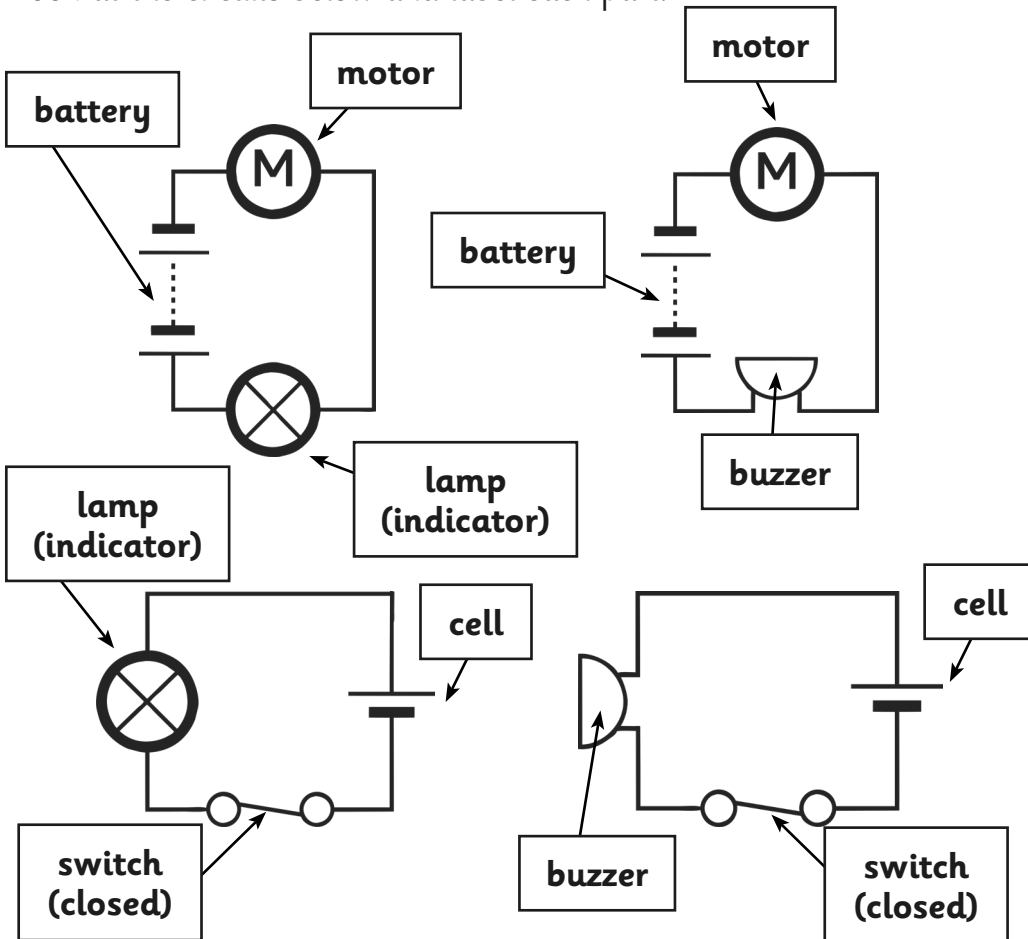 motor
motor
battery
M
M
battery
buzzer
lamp
(indicator)
lamp
(indicator)
cell
cell
switch
(closed)
buzzer
switch
(closed)